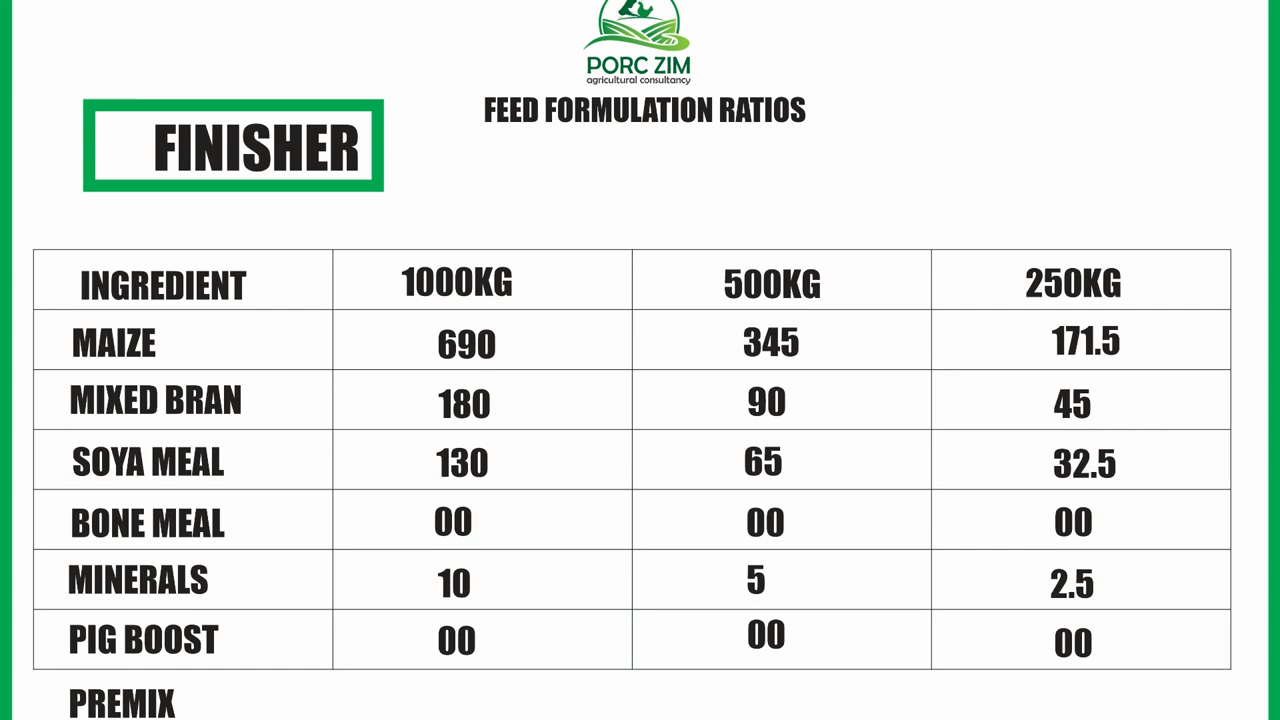 PORC ZIM
agricultural consultancy
FEED FORMULATION RATIOS
FINISHER
INGREDIENT 1000KG 500KG 250KG
MAIZE 690 345 171.5
MIXED BRAN 180 90 45
SOYA MEAL 130 65 32.5
BONE MEAL 00 00 00
MINERALS 10 5 2.5
PIG BOOST 00 00 00
PREMIX